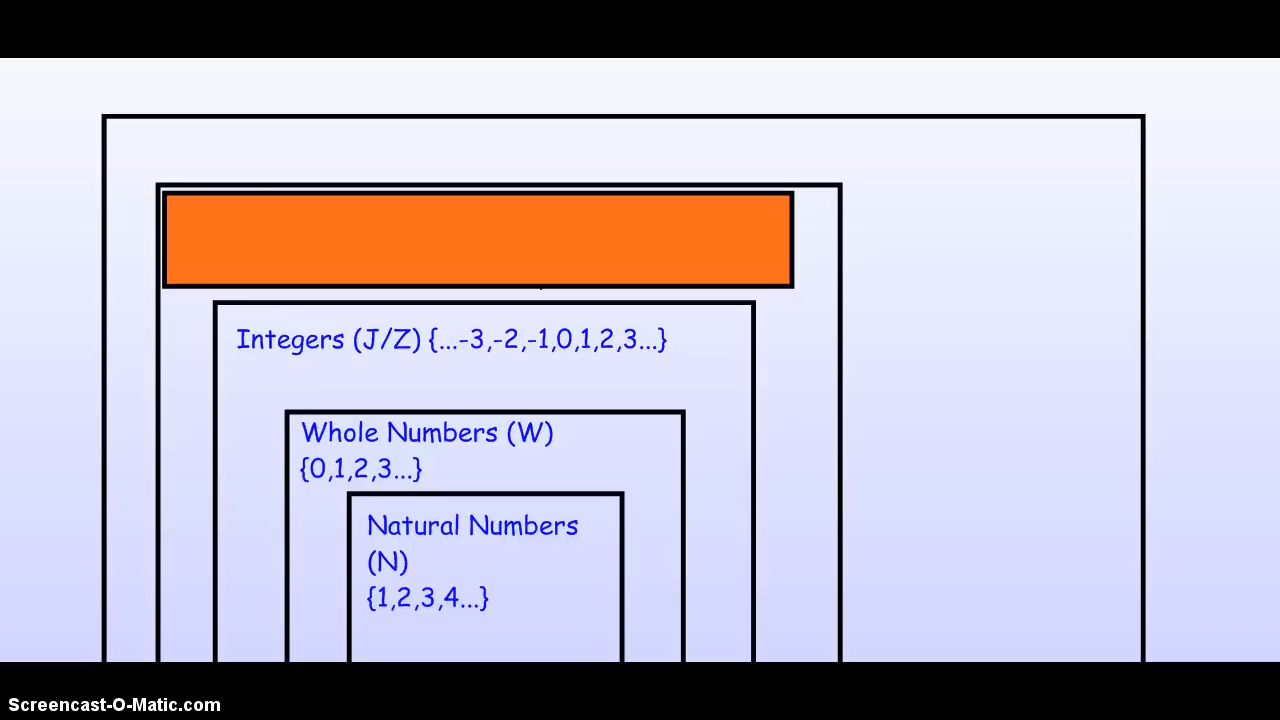 Integers (J/Z) {...-3,-2,-1,0,1,2,3...}
Whole Numbers (W)
{0,1,2,3...}
Natural Numbers
(N)
{1,2,3,4...}
Screencast-O-Matic.com